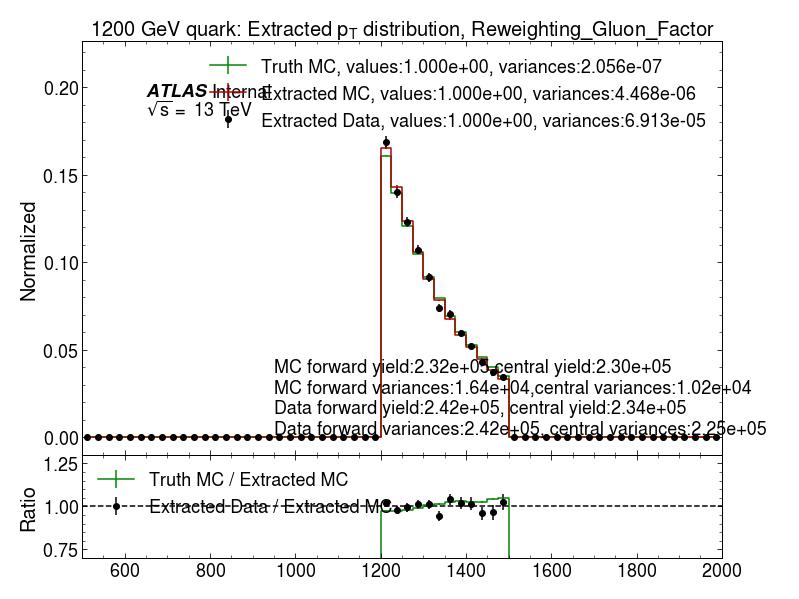 1200 GeV quark: Extracted pT distribution, Reweighting_Gluon_Factor
Truth MC, values:1.000e+00, variances:2.056e-07
ATLAS Internal
Extracted MC, values:1.000e+00, variances:4.468e-06
√s = 13 TeV
Extracted Data, values:1.000e+00, variances:6.913e-05
0.20
0.15
0.10
0.05
0.00
Normalized
MC forward yield:2.32e+05, central yield:2.30e+05
MC forward variances:1.64e+04,central variances:1.02e+04
Data forward yield:2.42e+05, central yield:2.34e+05
Data forward variances:2.42e+05, central variances:2.25e+05
1.25
1.00
0.75
Ratio
Truth MC / Extracted MC
Extracted Data / Extracted MC
600 800 1000 1200 1400 1600 1800 2000